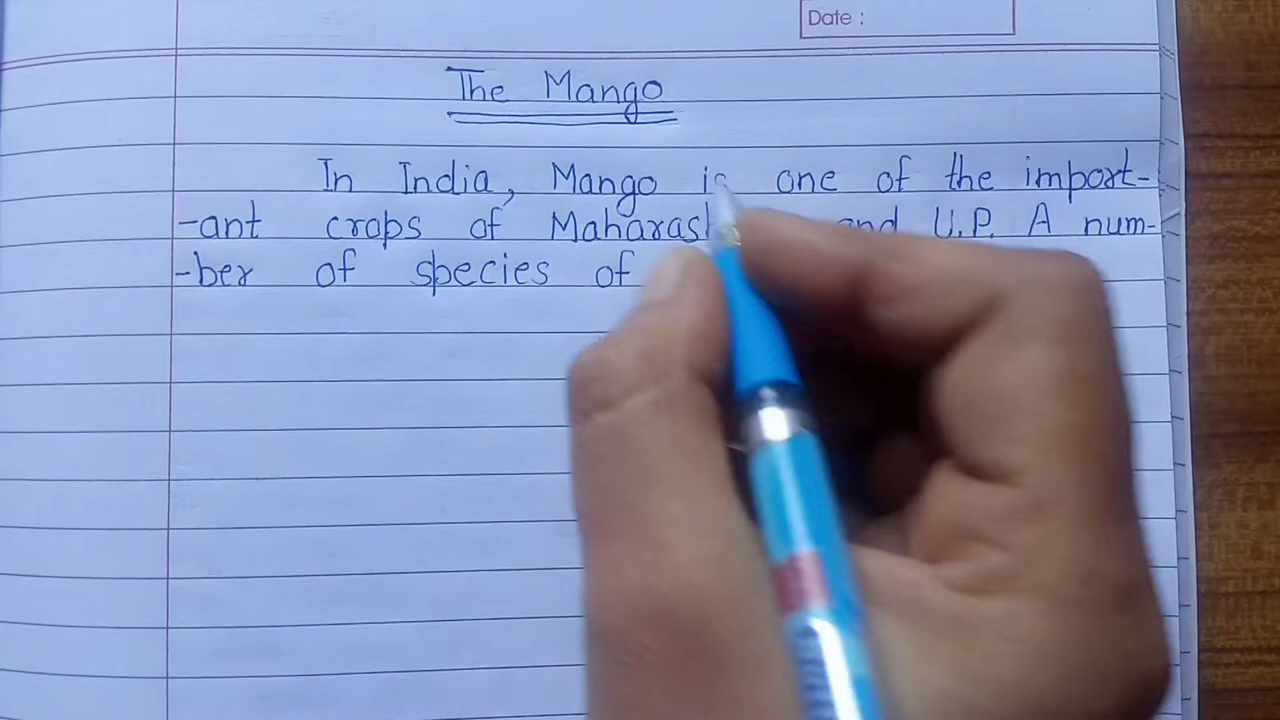 Date :
The Mango
In India, Mango is one of the import-
-ant crops of and U.P. A num-
-ber of species of